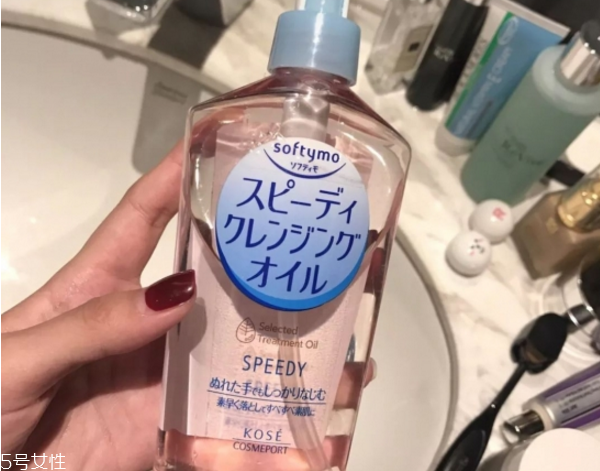 softymo
ソフティモ
スピーディ
クレンジング
オイル
Selected
Treatment Oil
SPEEDY
ぬれた手でもしっかりなじむ
素早く落としてすべすべ素肌に
KOSÉ
COSMEPORT
5号女性